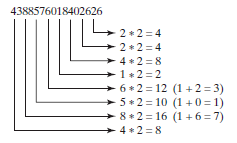 4388576018402626
2 * 2 = 4
2 * 2 = 4
4 * 2 = 8
1 * 2 = 2
6 * 2 = 12 (1 + 2 = 3)
5 * 2 = 10 (1 + 0 = 1)
8 * 2 = 16 (1 + 6 = 7)
4 * 2 = 8